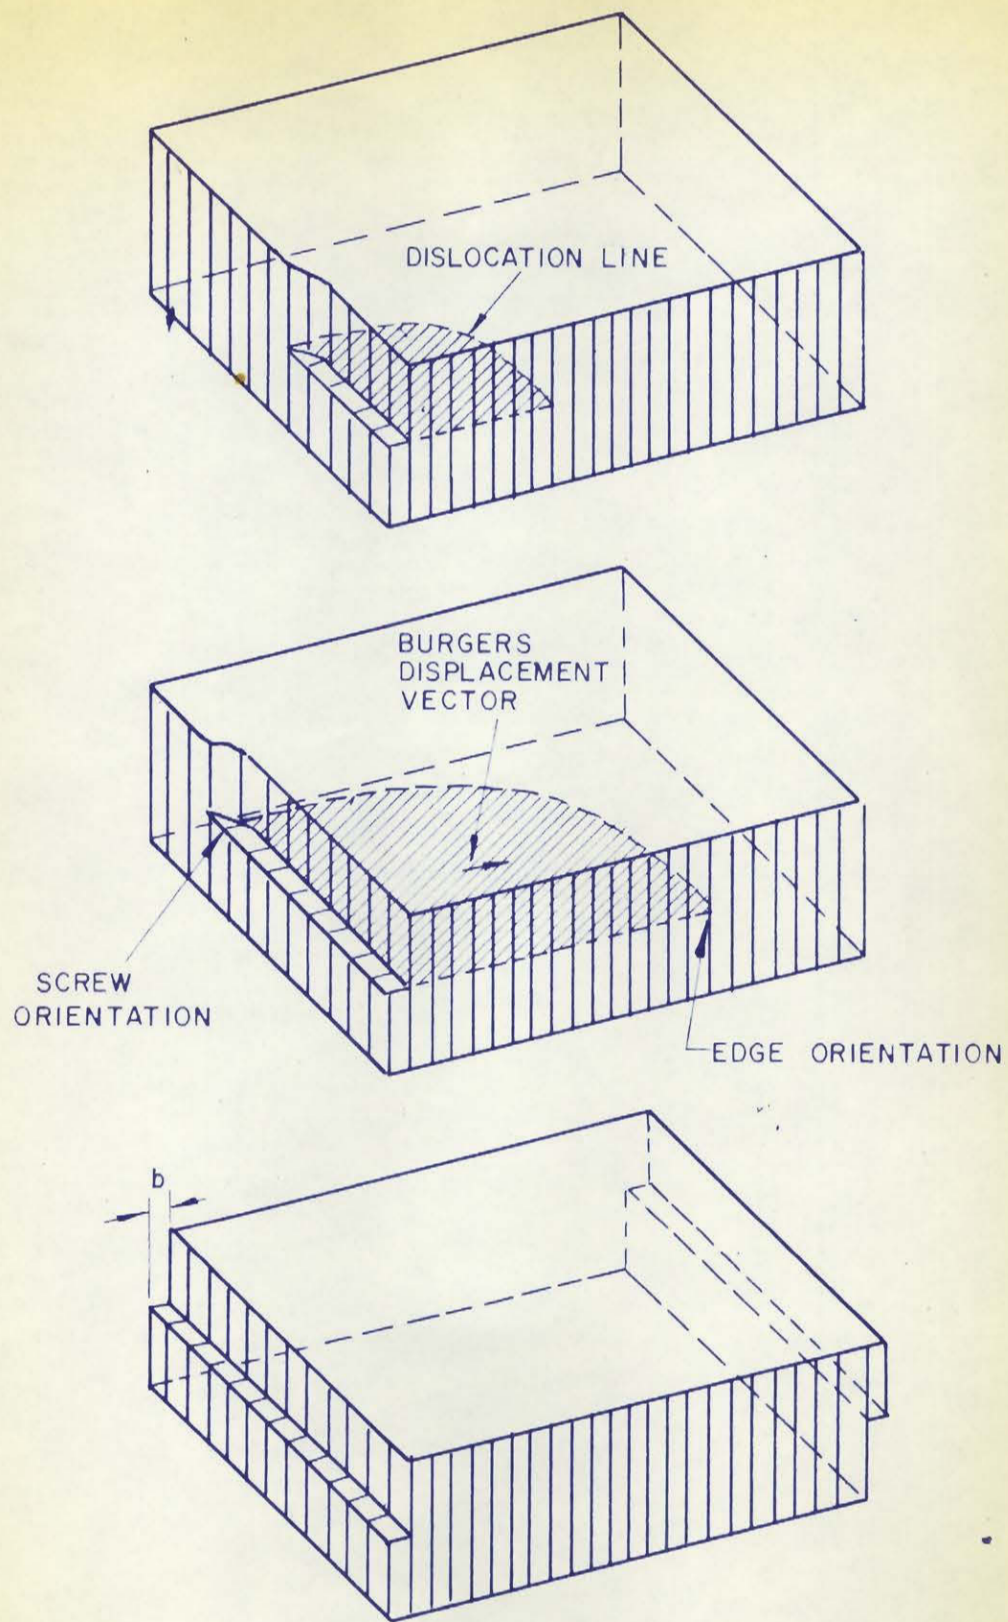 DISLOCATION LINE
BURGERS
DISPLACEMENT
VECTOR
SCREW
ORIENTATION
EDGE ORIENTATION
b